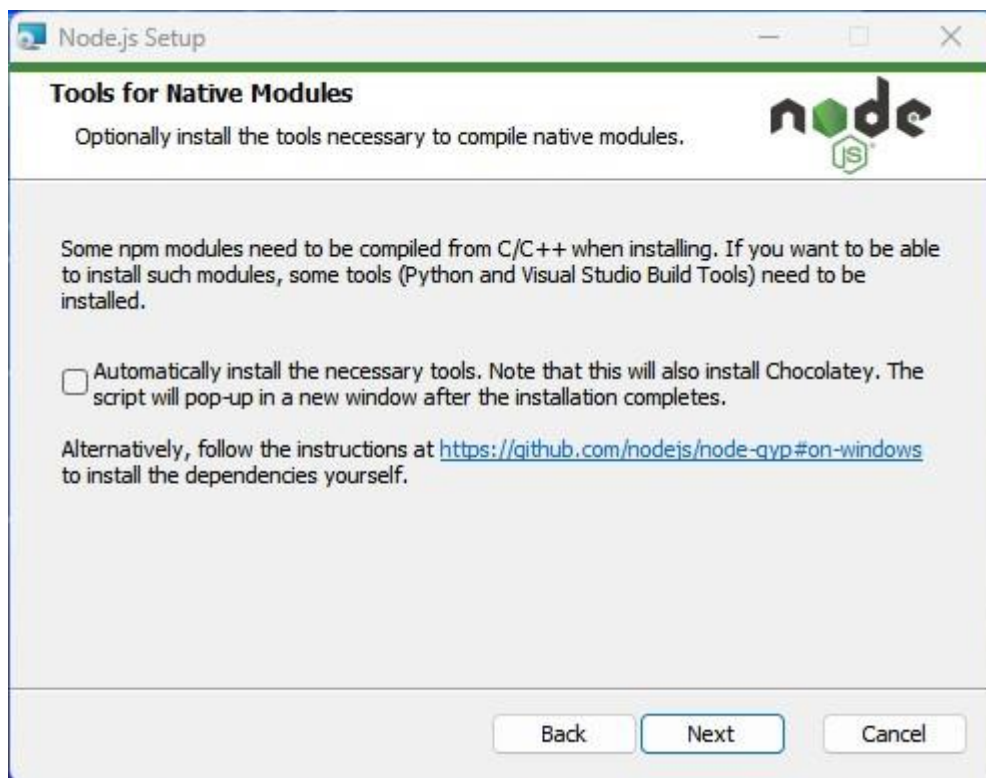 Node.js Setup
Tools for Native Modules
Optionally install the tools necessary to compile native modules.
node
JS
Some npm modules need to be compiled from C/C++ when installing. If you want to be able
to install such modules, some tools (Python and Visual Studio Build Tools) need to be
installed.
Automatically install the necessary tools. Note that this will also install Chocolatey. The
script will pop-up in a new window after the installation completes.
Alternatively, follow the instructions at https://github.com/nodejs/node-gyp#on-windows
to install the dependencies yourself.
Back
Next
Cancel